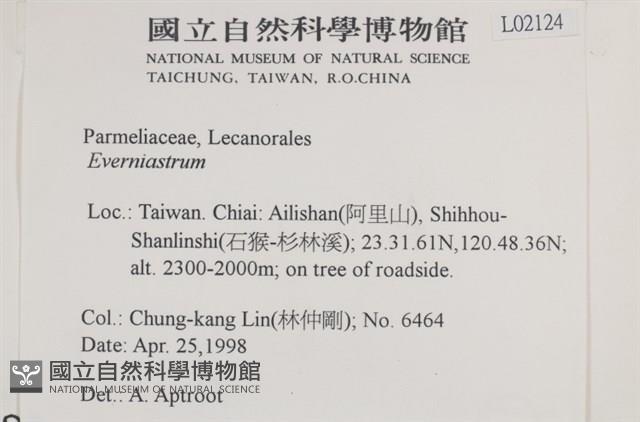 國立自然科學博物館
L02124
NATIONAL MUSEUM OF NATURAL SCIENCE
TAICHUNG, TAIWAN, R.O.CHINA
Parmeliaceae, Lecanorales
Everniastrum
Loc.: Taiwan. Chiai: Ailishan(阿里山), Shihhou-
Shanlinshi(石猴-杉林溪); 23.31.61N,120.48.36N;
alt. 2300-2000m; on tree of roadside.
Col.: Chung-kang Lin(林仲剛); No. 6464
Date: Apr. 25,1998
國立自然科學博物館
NATIONAL MUSEUM OF NATURAL SCIENCE
Det.: A. Aptroot